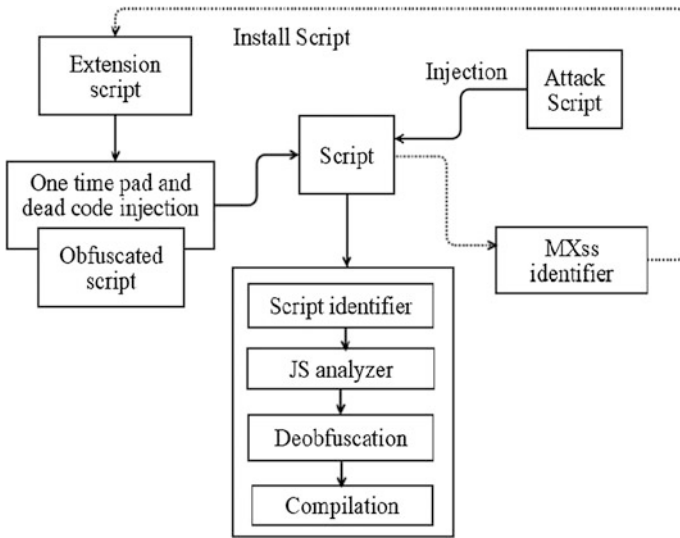 Install Script
Extension
script
Injection
Attack
Script
Script
One time pad and
dead code injection
Obfuscated
script
MXss
identifier
Script identifier
JS analyzer
Deobfuscation
Compilation